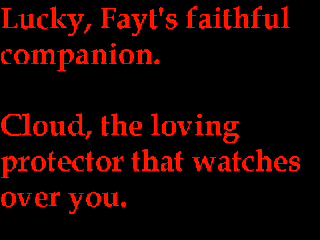 Lucky, Fayt's faithful
companion.
Cloud, the loving
protector that watches
over you.